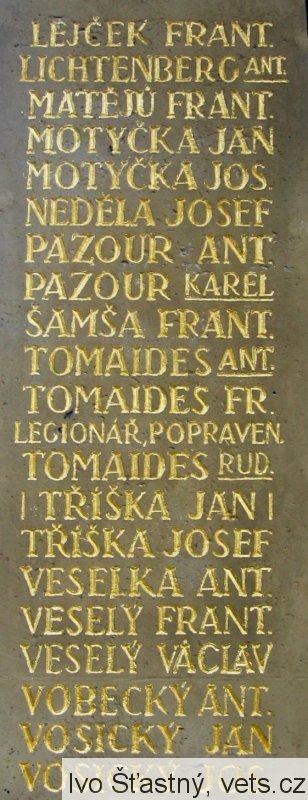 LEJČEK FRANT.
LICHTENBERG ANT.
MATĚJŮ FRANT.
MOTYČKA JAN
MOTYČKA JOS.
NEDĚLA JOSEF
PAZOUR ANT.
PAZOUR KAREL
ŠAMŠA FRANT.
TOMAIDES ANT.
TOMAIDES FR.
LEGIONÁŘ, POPRAVEN.
TOMAIDES RUD.
TŘÍŠKA JAN
TŘÍŠKA JOSEF
VESELKA ANT.
VESELÝ FRANT.
VESELÝ VÁCLAV
VOBECKÝ ANT.
VOSICKÝ JAN
VOSICKÝ JOS.
Ivo Šťastný, vets.cz